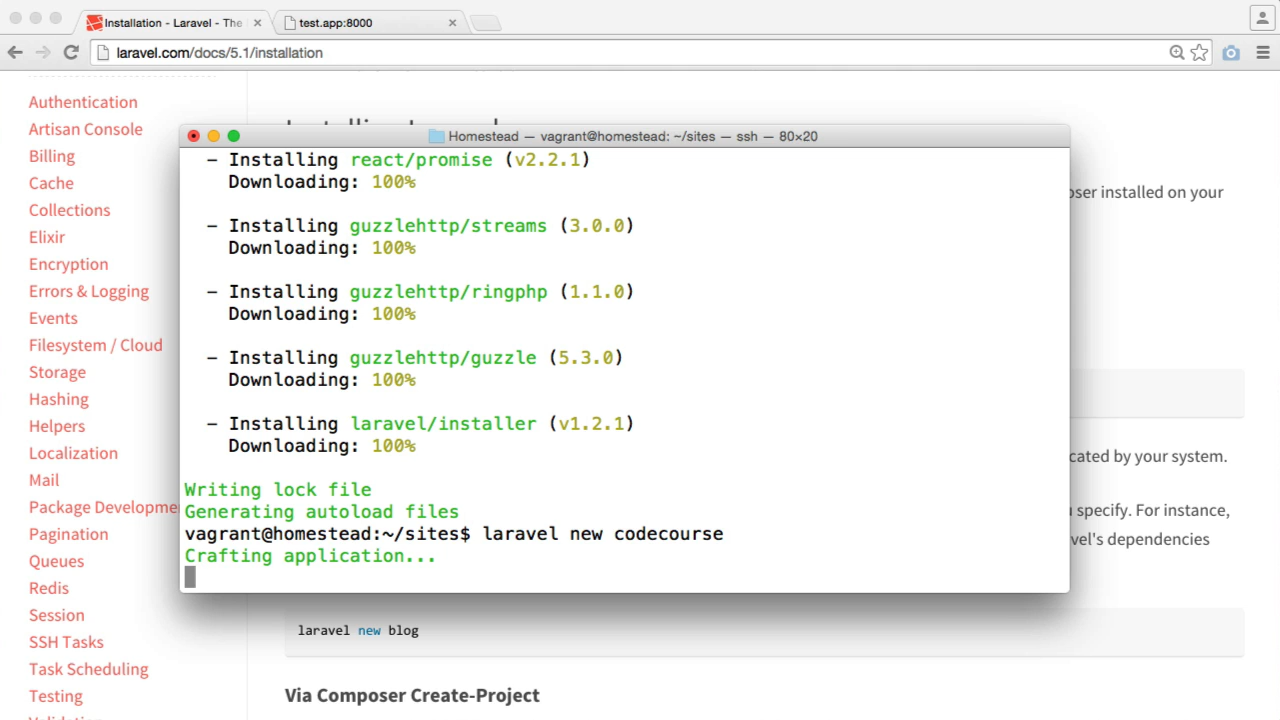 Installation - Laravel - The
test.app:8000
laravel.com/docs/5.1/installation
Authentication
Artisan Console
Billing
Cache
Collections
Elixir
Encryption
Errors & Logging
Events
Filesystem / Cloud
Storage
Hashing
Helpers
Localization
Mail
Package Developme
Pagination
Queues
Redis
Session
SSH Tasks
Task Scheduling
Testing
Homestead — vagrant@homestead: ~/sites — ssh — 80×20
- Installing react/promise (v2.2.1)
Downloading: 100%
- Installing guzzlehttp/streams (3.0.0)
Downloading: 100%
- Installing guzzlehttp/ringphp (1.1.0)
Downloading: 100%
- Installing guzzlehttp/guzzle (5.3.0)
Downloading: 100%
- Installing laravel/installer (v1.2.1)
Downloading: 100%
Writing lock file
Generating autoload files
vagrant@homestead:~/sites$ laravel new codecourse
Crafting application...
oser installed on your
cated by your system.
specify. For instance,
vel's dependencies
laravel new blog
Via Composer Create-Project